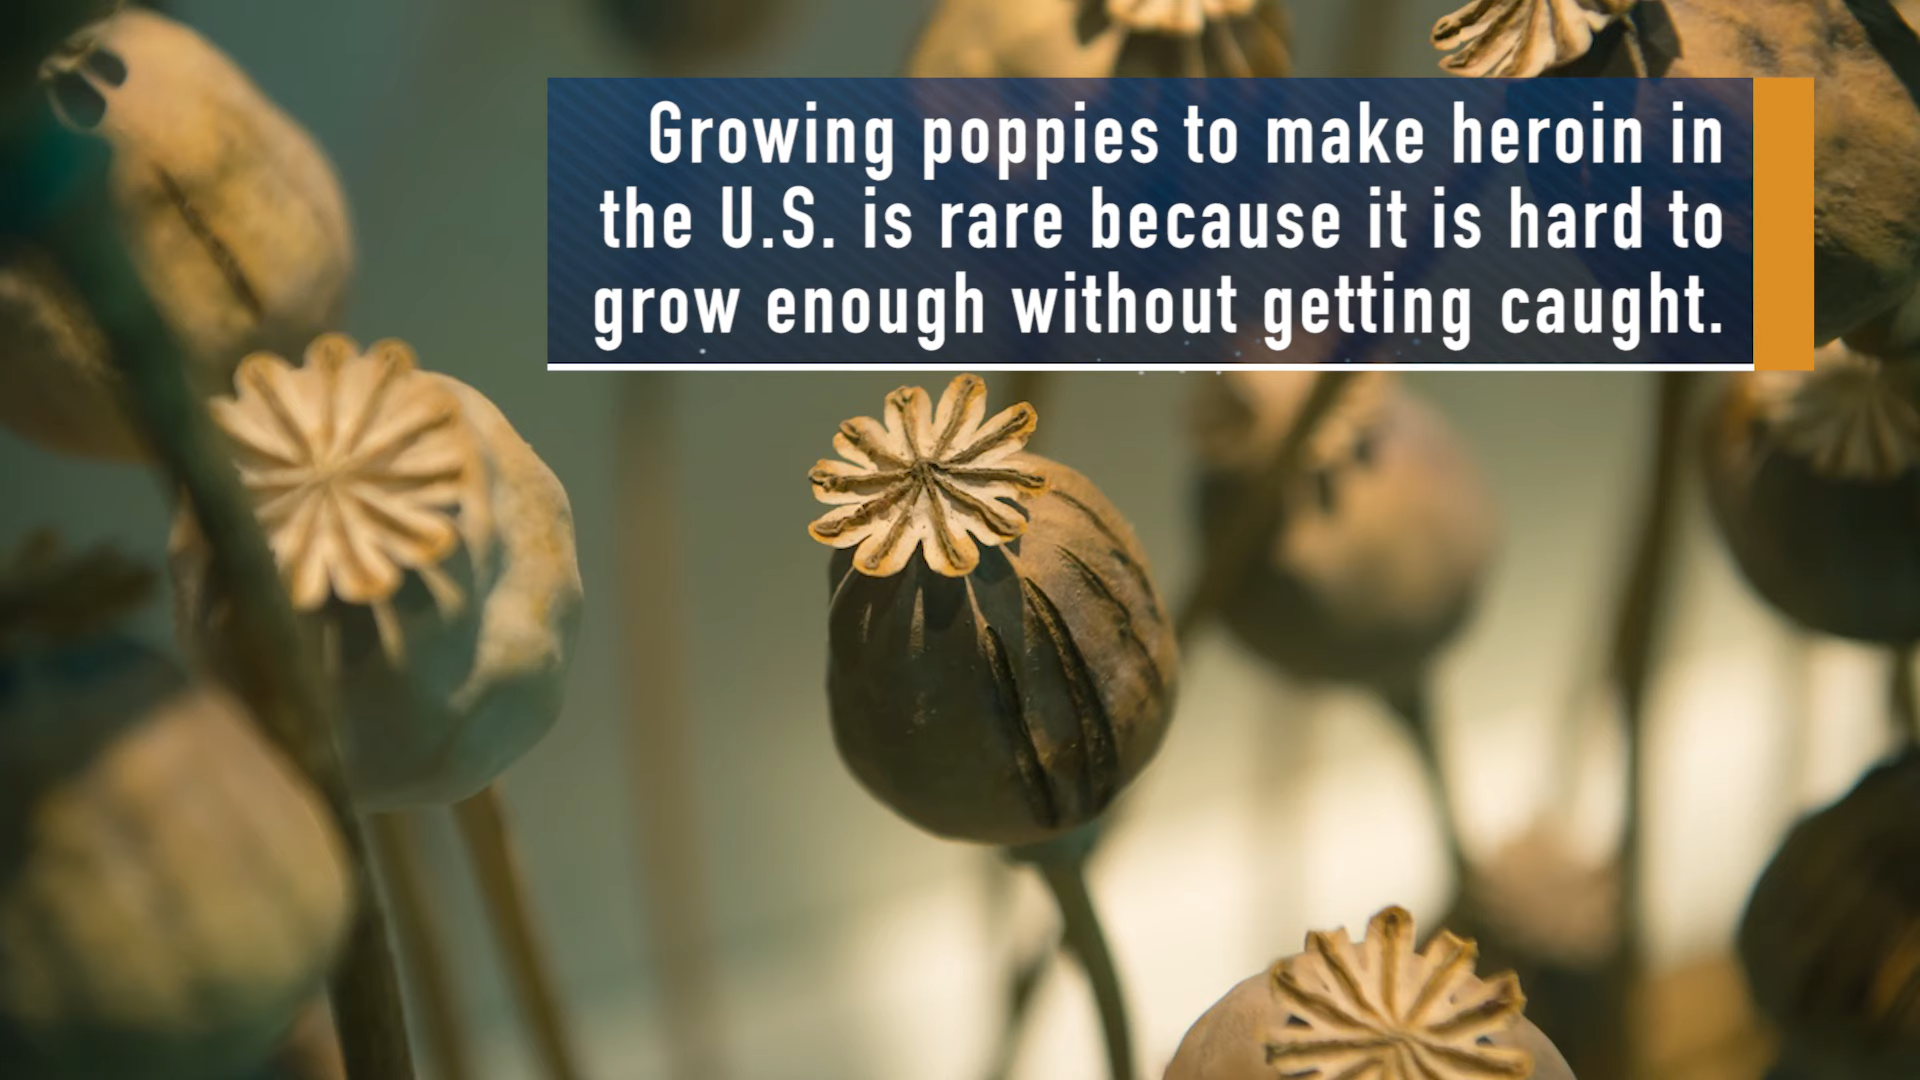 Growing poppies to make heroin in
the U.S. is rare because it is hard to
grow enough without getting caught.